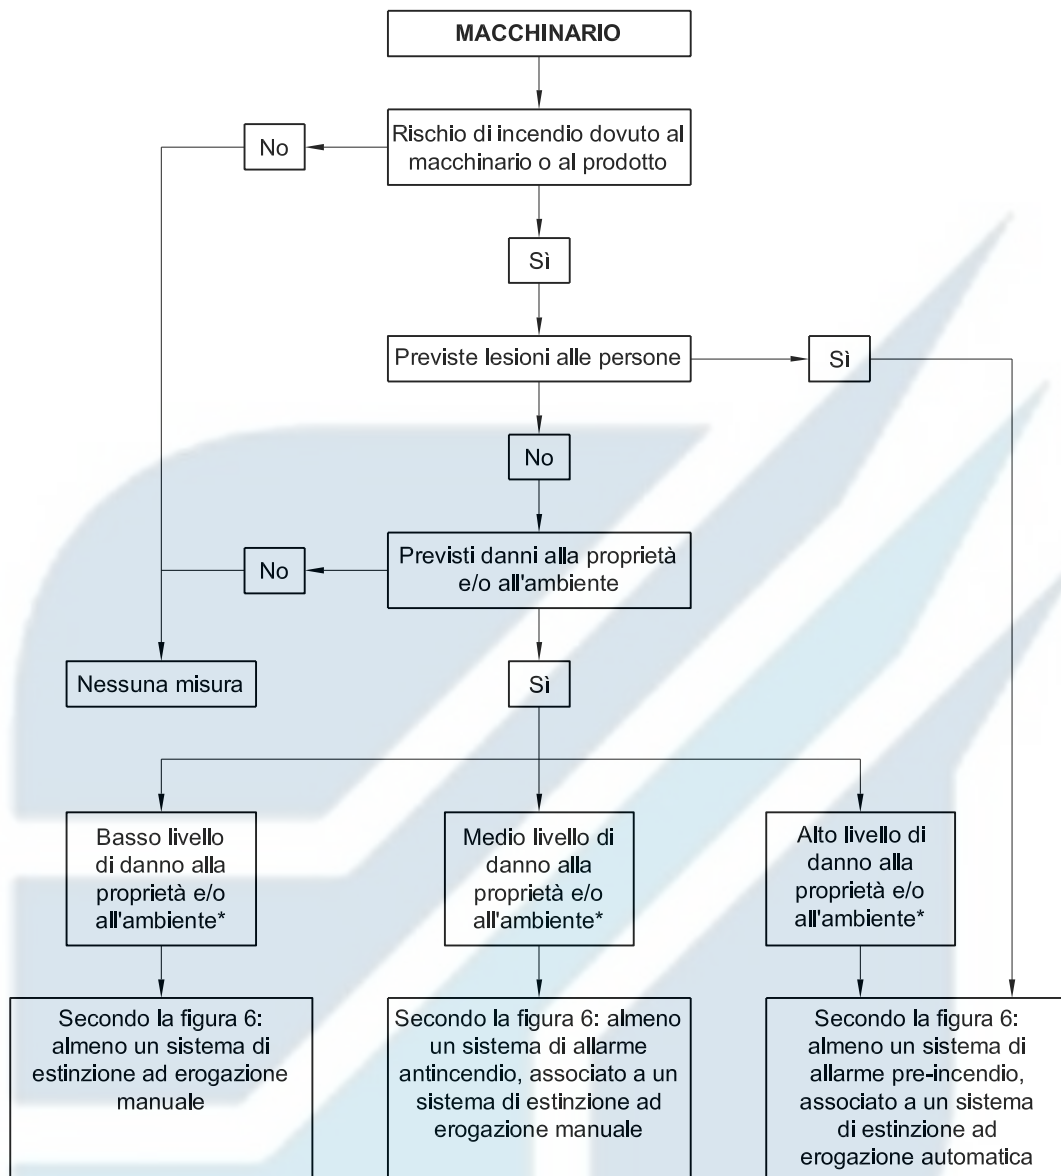 MACCHINARIO
Rischio di incendio dovuto al
macchinario o al prodotto
No
Sì
Previste lesioni alle persone
Sì
No
Previsti danni alla proprietà
e/o all'ambiente
No
Nessuna misura
Sì
Basso livello
di danno alla
proprietà e/o
all'ambiente*
Medio livello di
danno alla
proprietà e/o
all'ambiente*
Alto livello di
danno alla
proprietà e/o
all'ambiente*
Secondo la figura 6:
almeno un sistema di
estinzione ad erogazione
manuale
Secondo la figura 6: almeno
un sistema di allarme
antincendio, associato a un
sistema di estinzione ad
erogazione manuale
Secondo la figura 6:
almeno un sistema di
allarme pre-incendio,
associato a un sistema
di estinzione ad
erogazione automatica